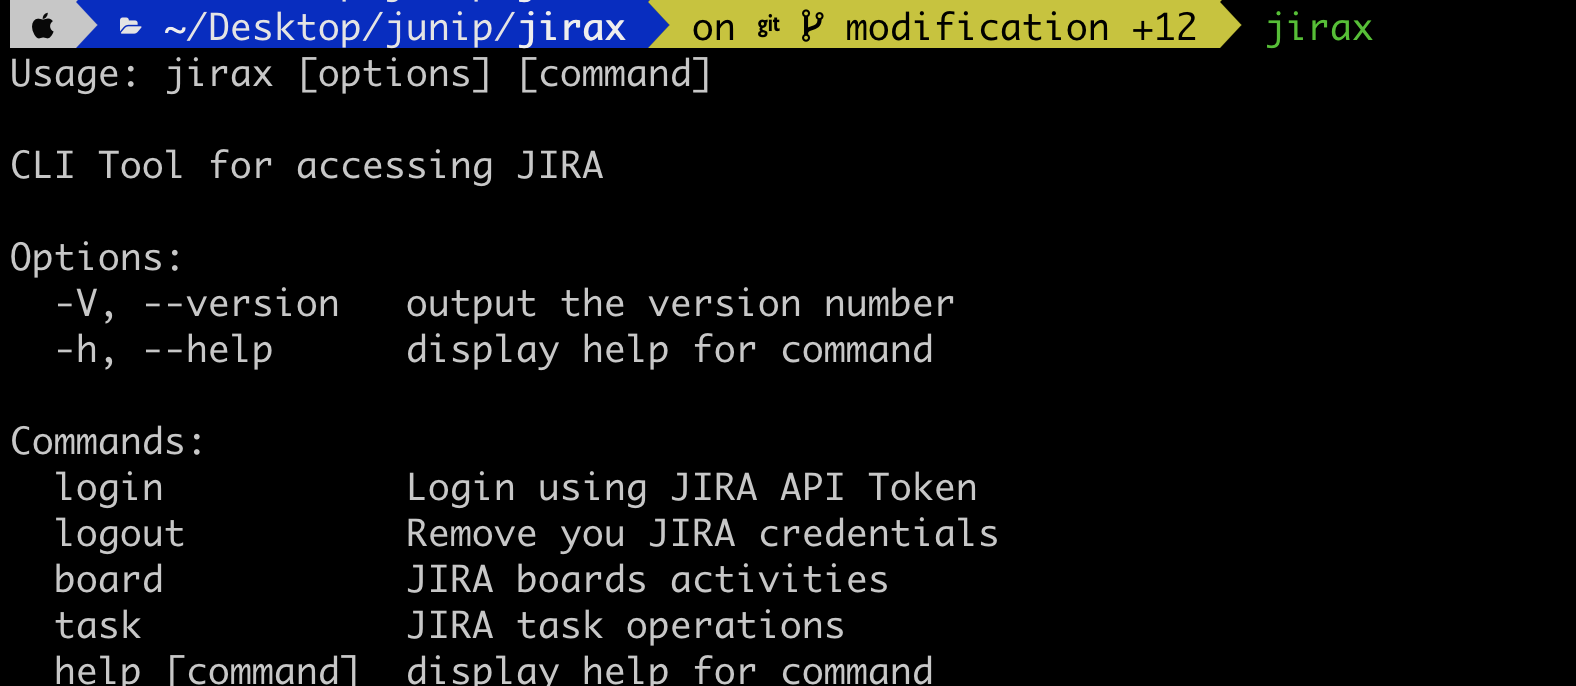 ~/Desktop/junip/jirax on git modification +12 jirax
Usage: jirax [options] [command]
CLI Tool for accessing JIRA
Options:
-V, --version output the version number
-h, --help display help for command
Commands:
login Login using JIRA API Token
logout Remove you JIRA credentials
board JIRA boards activities
task JIRA task operations
help [command] display help for command